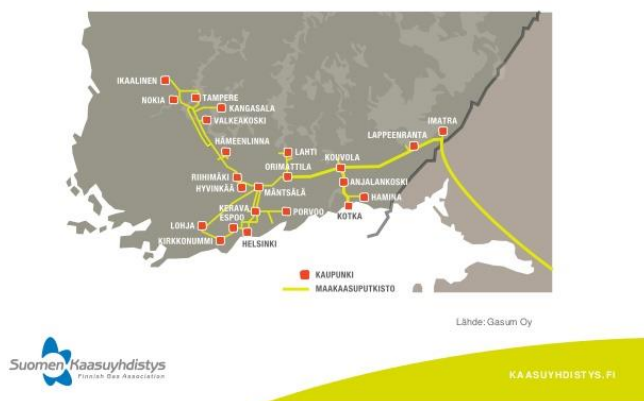 IKAALINEN
TAMPERE
NOKIA
KANGASALA
VALKEAKOSKI
IMATRA
HÄMEENLINNA
LAPPEENRANTA
LAHTI
KOUVOLA
ORIMATTILA
RIIHIMÄKI
ANJALANKOSKI
HYVINKÄÄ
MÄNTSÄLÄ
HAMINA
KERAVA
PORVOO
ESPOO
KOTKA
LOHJA
KIRKKONUMMI
HELSINKI
KAUPUNKI
MAAKAASUPUTKISTO
Lähde: Gasum Oy
Suomen Kaasuyhdistys
Finnish Gas Association
KAASUYHDISTYS.FI